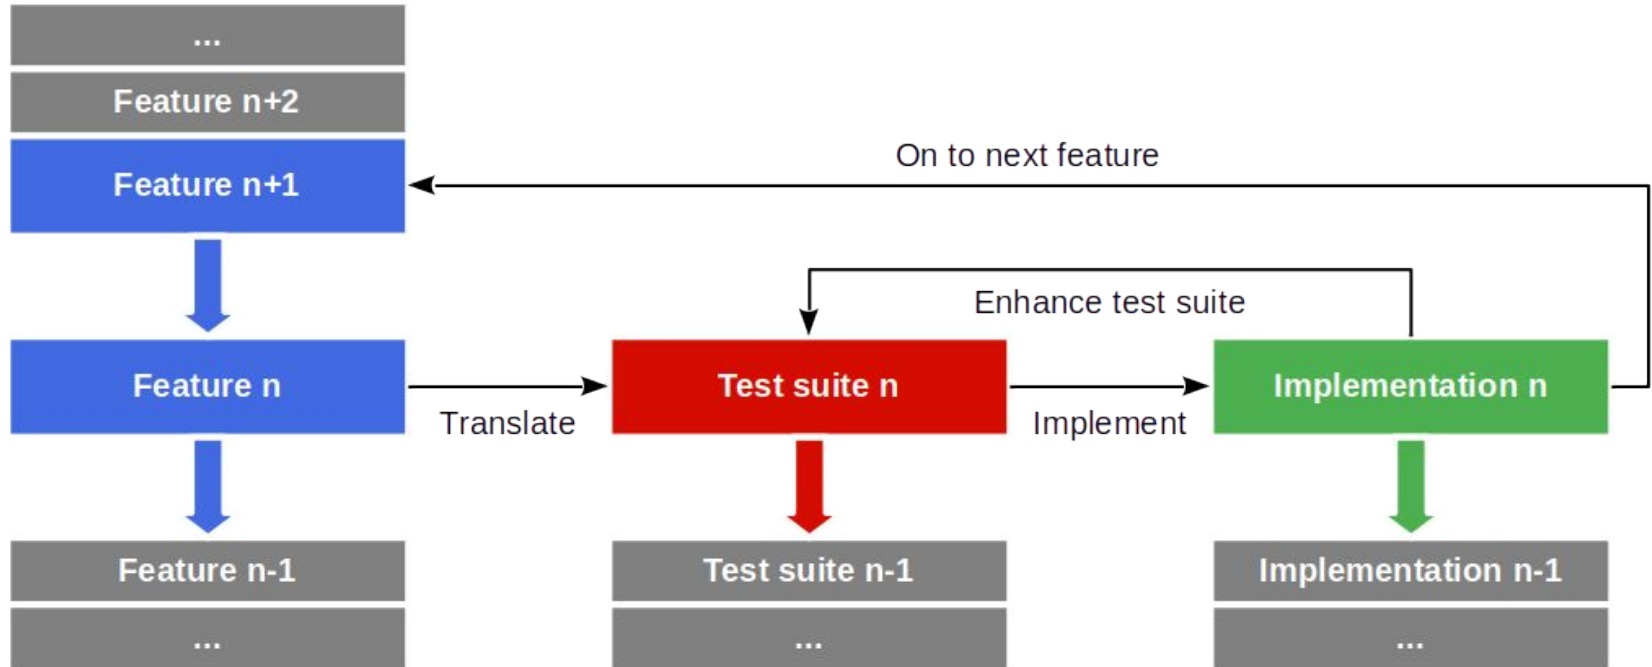 ...
Feature n+2
Feature n+1
On to next feature
Enhance test suite
Feature n
Translate
Test suite n
Implement
Implementation n
Feature n-1
Test suite n-1
Implementation n-1
...
...
...